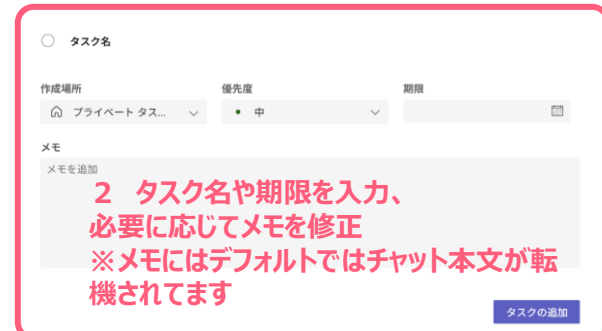 タスク名
作成場所 優先度 期限
プライベート タス... 中
メモ
メモを追加
２　タスク名や期限を入力、
必要に応じてメモを修正
※メモにはデフォルトではチャット本文が転
機されてます
タスクの追加